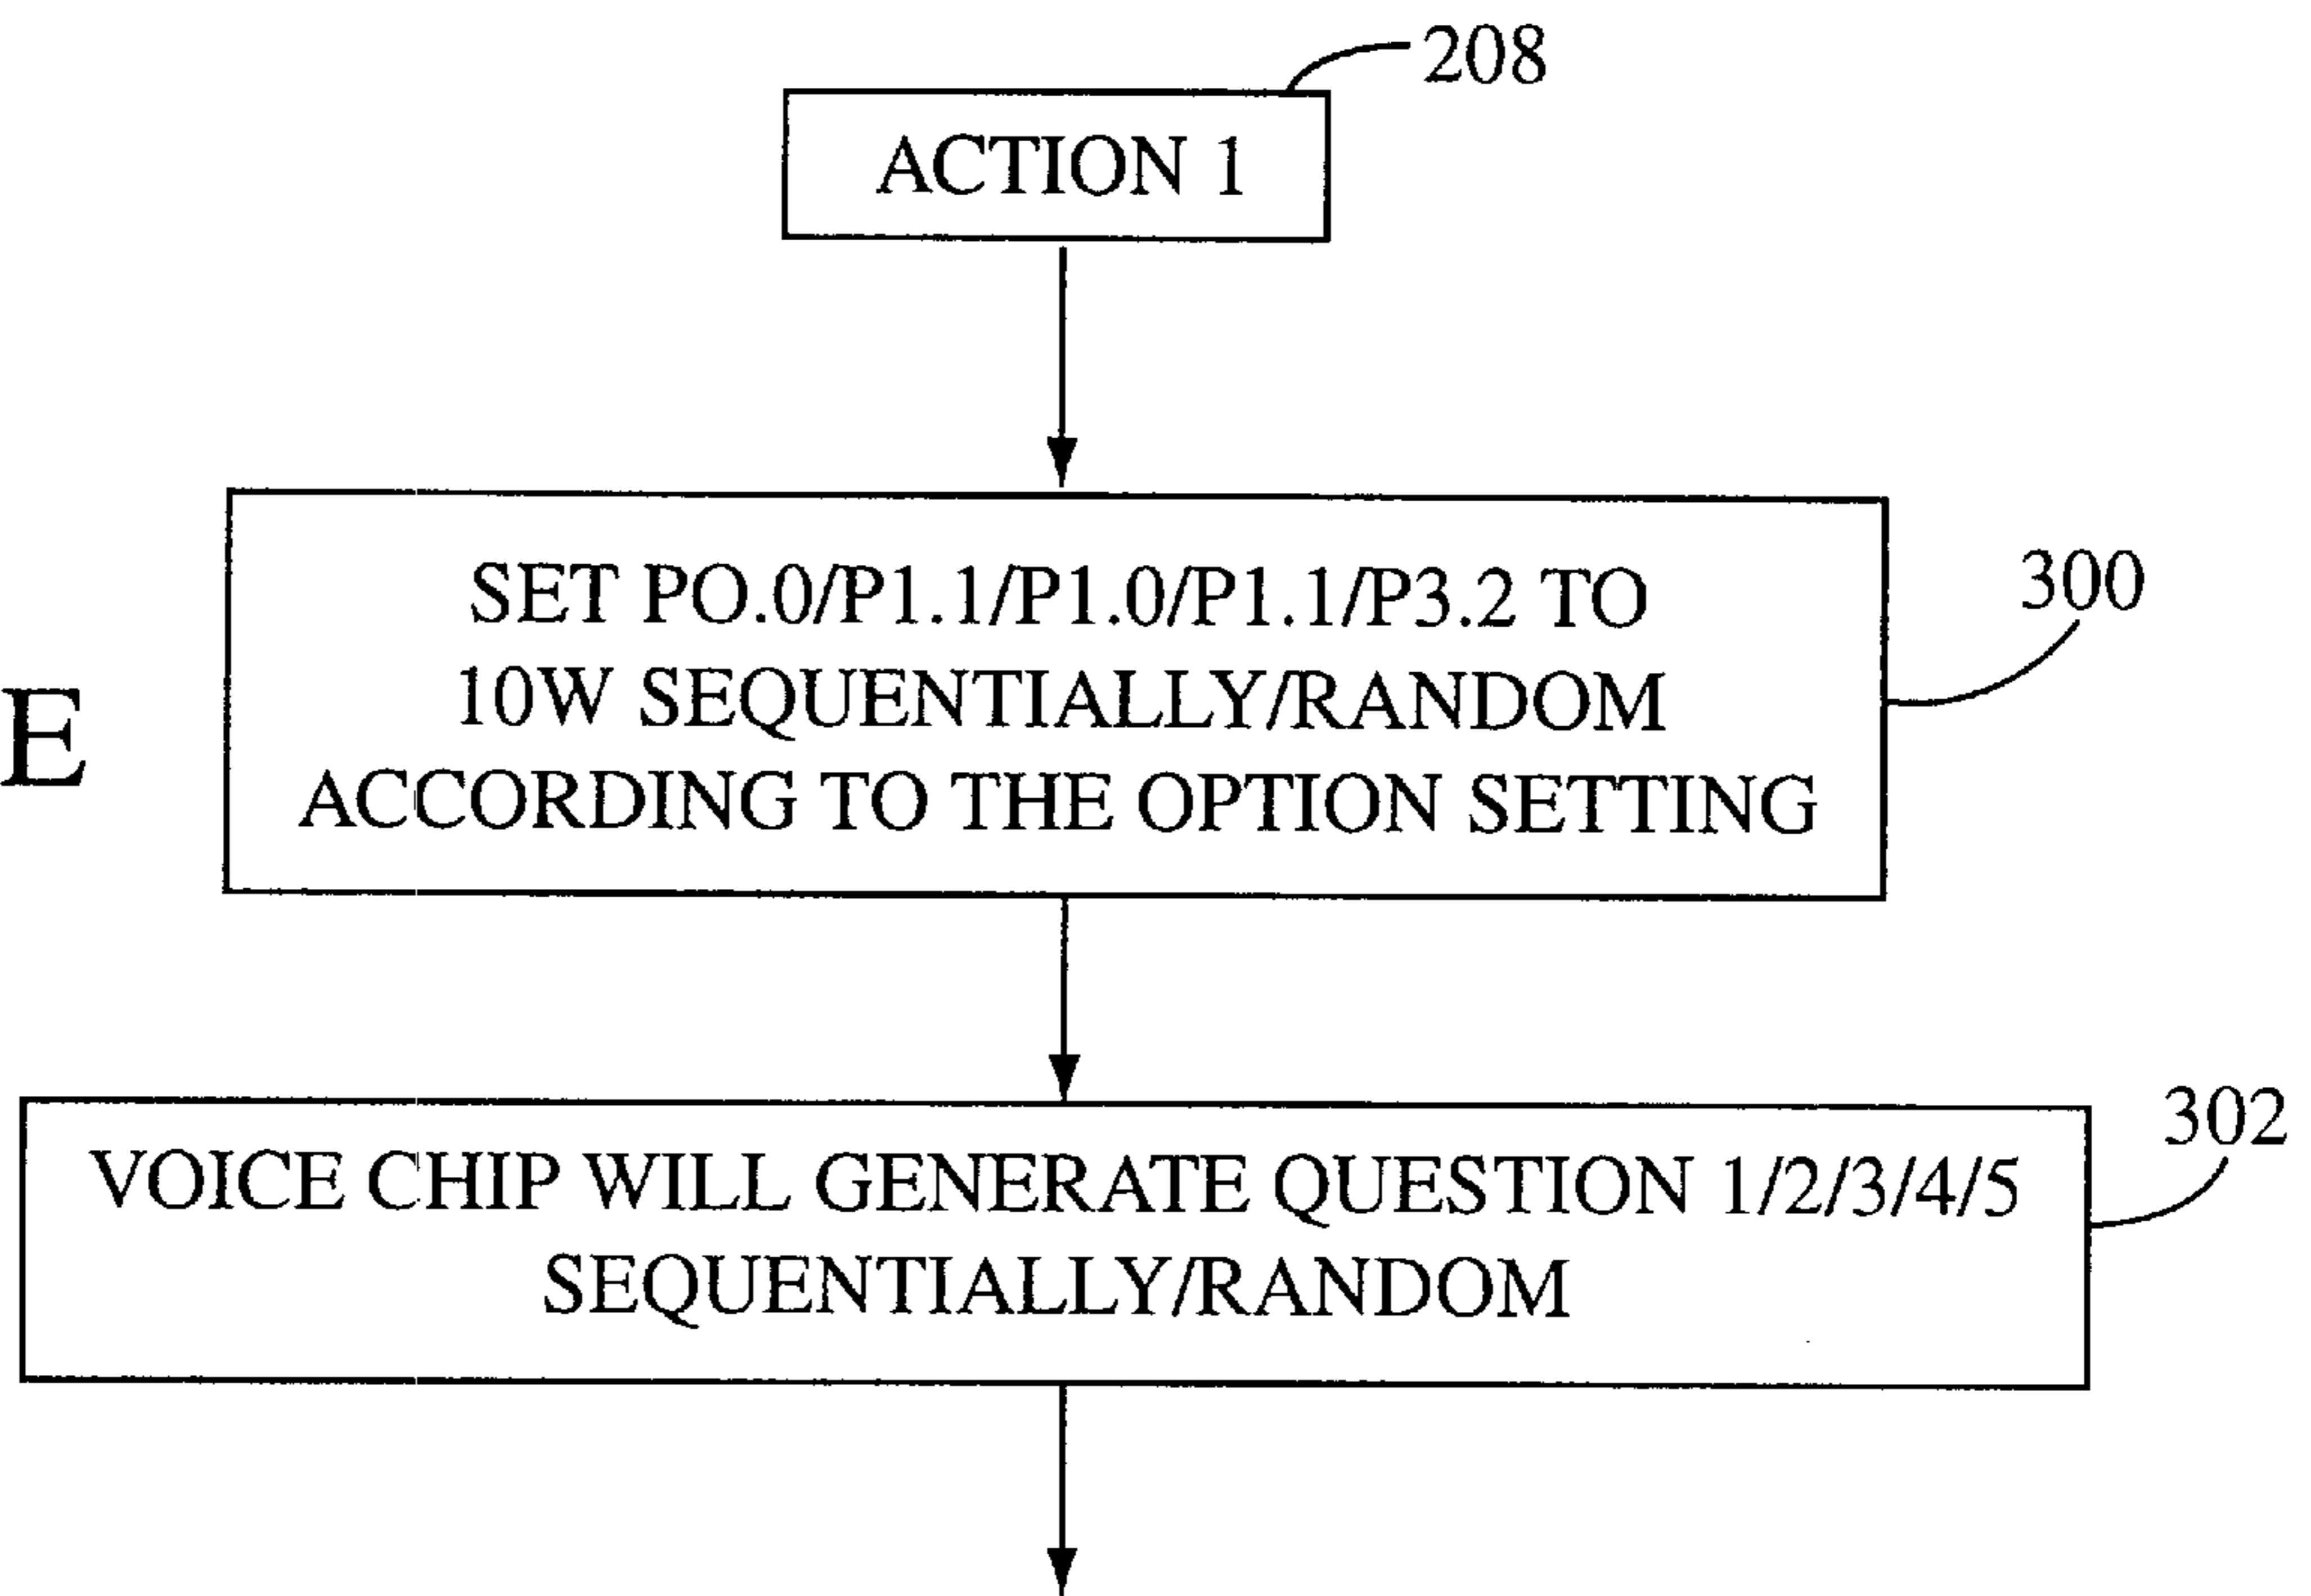 208
ACTION 1
SET PO.0/P1.1/P1.0/P1.1/P3.2 TO
10W SEQUENTIALLY/RANDOM
ACCORDING TO THE OPTION SETTING
300
E
VOICE CHIP WILL GENERATE QUESTION 1/2/3/4/5
SEQUENTIALLY/RANDOM
302